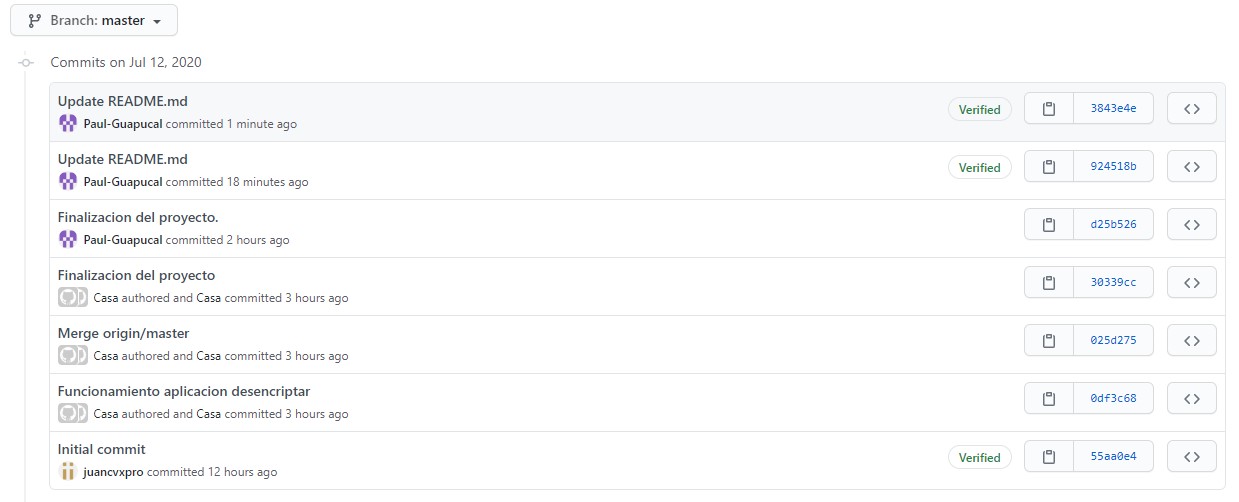 Branch: master
Commits on Jul 12, 2020
Update README.md
Paul-Guapucal committed 1 minute ago
Verified
3843e4e
Update README.md
Paul-Guapucal committed 18 minutes ago
Verified
924518b
Finalizacion del proyecto.
Paul-Guapucal committed 2 hours ago
d25b526
Finalizacion del proyecto
Casa authored and Casa committed 3 hours ago
30339cc
Merge origin/master
Casa authored and Casa committed 3 hours ago
025d275
Funcionamiento aplicacion desencriptar
Casa authored and Casa committed 3 hours ago
0df3c68
Initial commit
juancvxpro committed 12 hours ago
Verified
55aa0e4